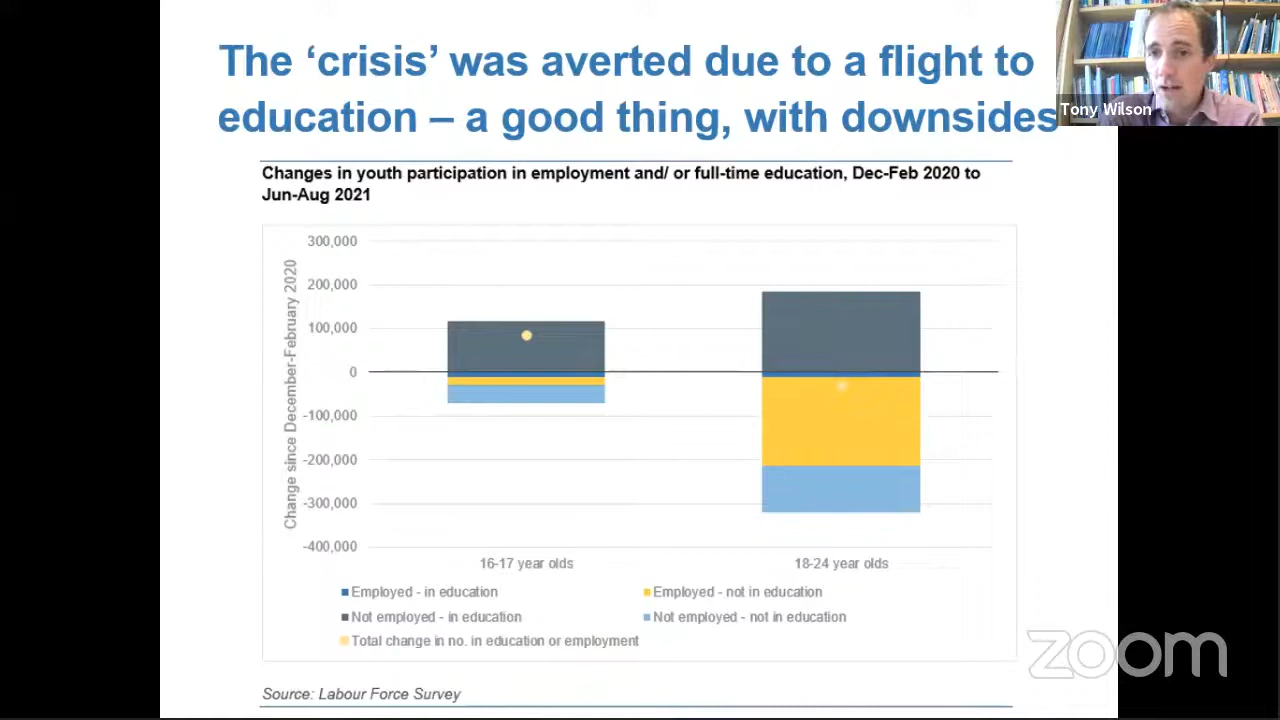 The ‘crisis’ was averted due to a flight to
education – a good thing, with downsides
Tony Wilson
Changes in youth participation in employment and/ or full-time education, Dec-Feb 2020 to
Jun-Aug 2021
Change since December-February 2020
300,000
200,000
100,000
0
-100,000
-200,000
-300,000
-400,000
16-17 year olds
18-24 year olds
Employed - in education
Employed - not in education
Not employed - in education
Not employed - not in education
Total change in no. in education or employment
zoom
Source: Labour Force Survey